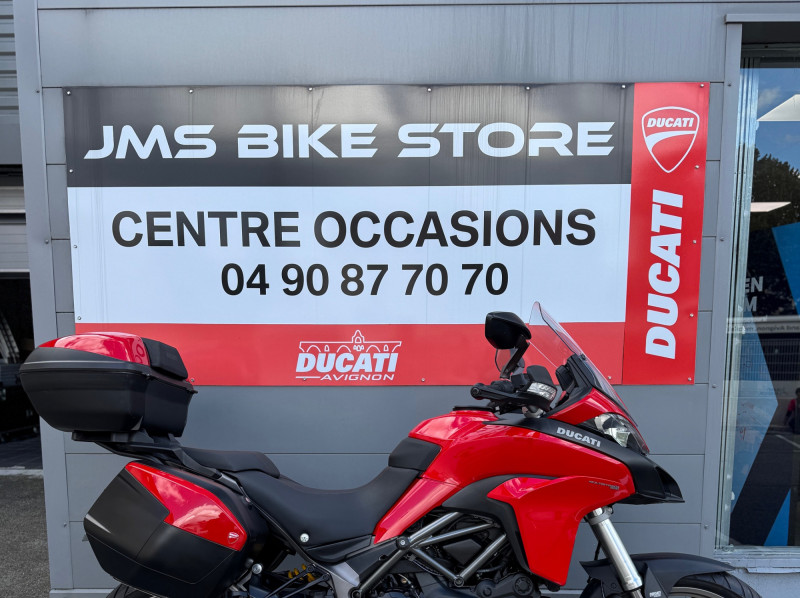 JMS BIKE STORE
CENTRE OCCASIONS
04 90 87 70 70
DUCATI
AVIGNON
DUCATI
DUCATI
DUCATI